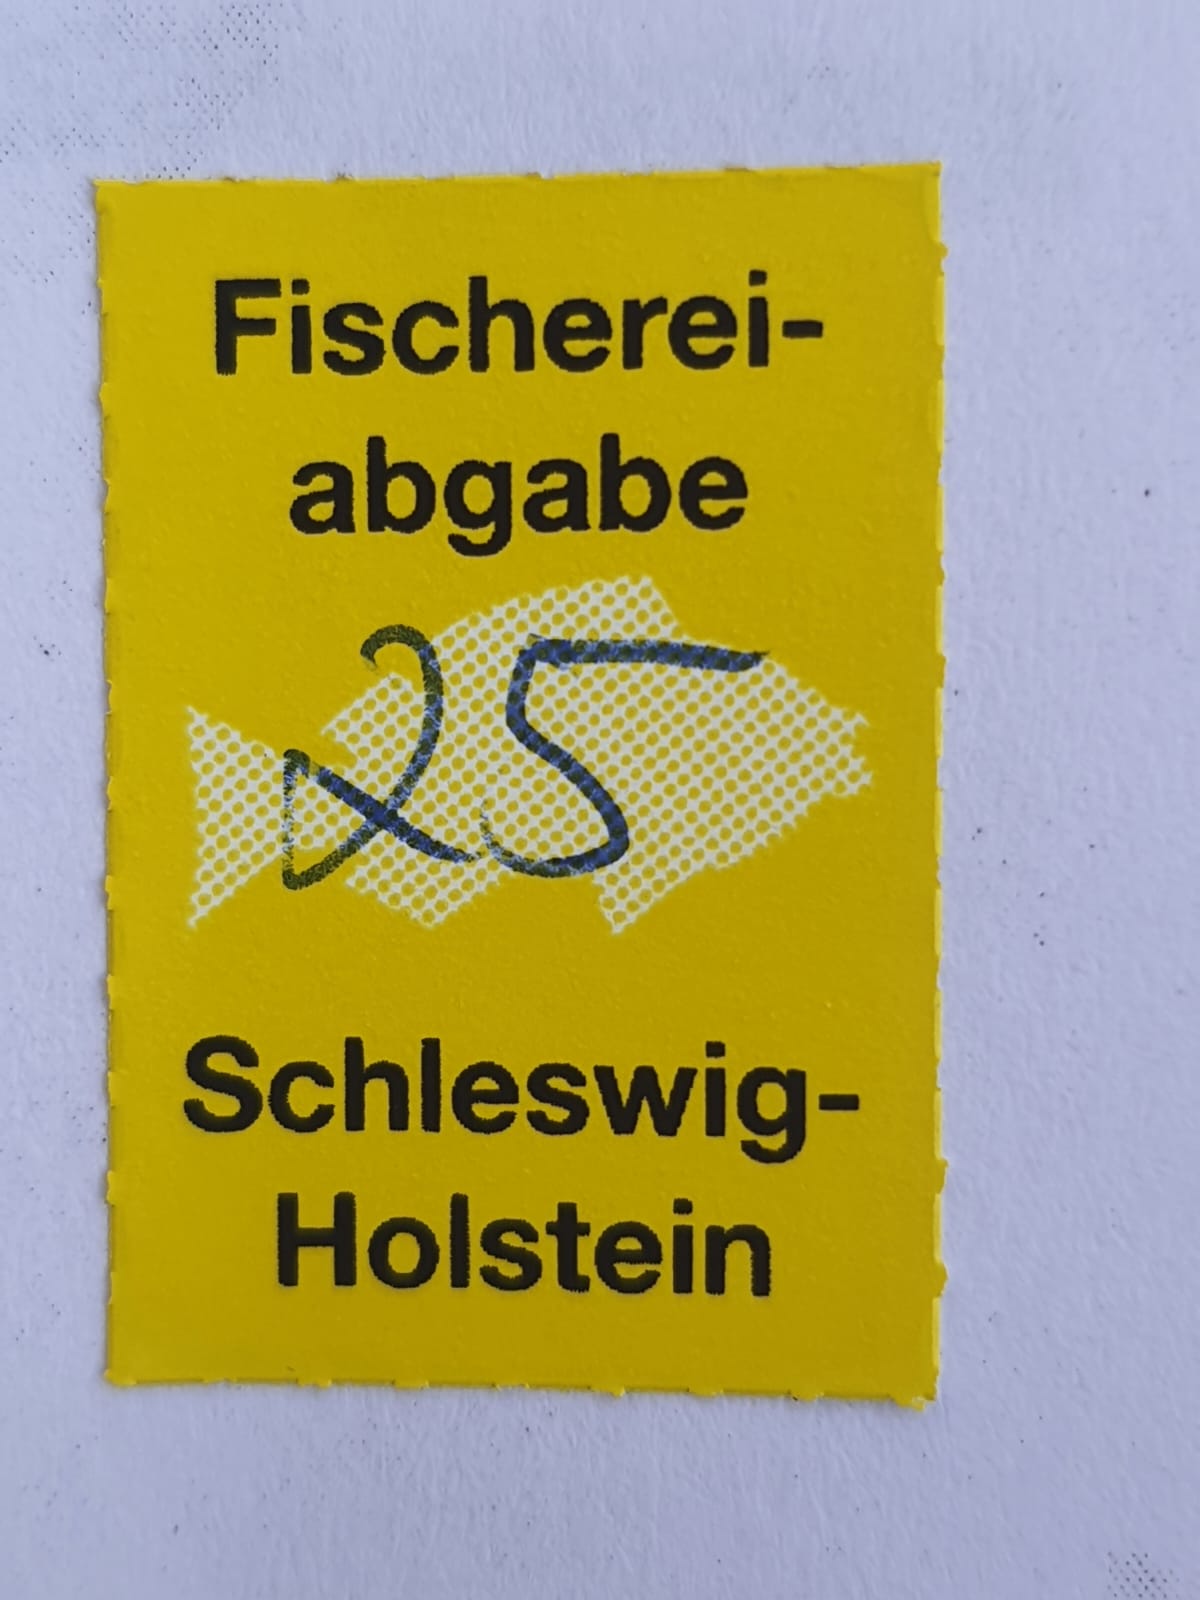 Fischerei-
abgabe
25
Schleswig-
Holstein